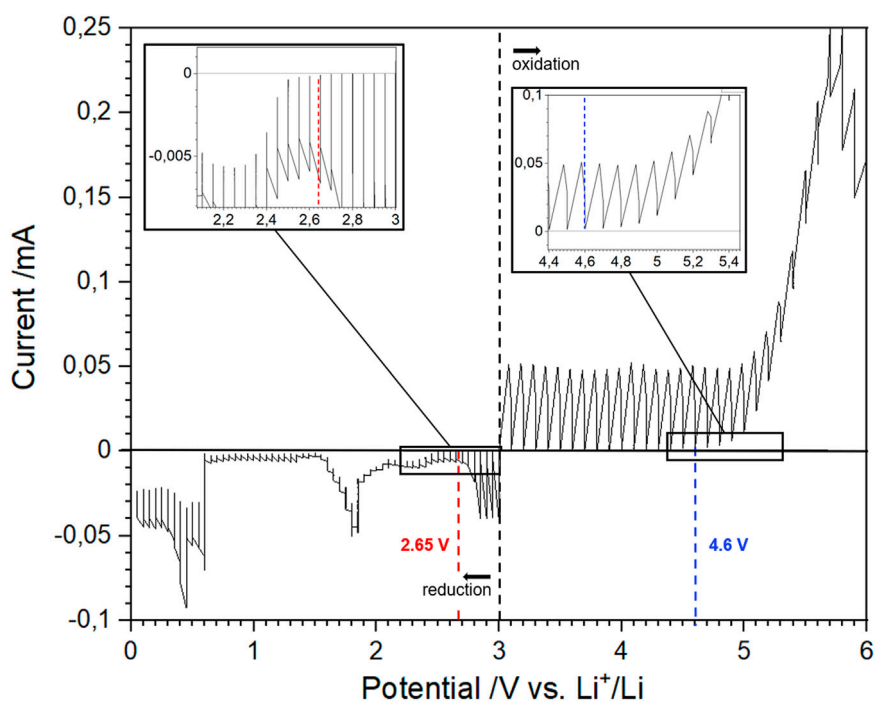 0,25
0,20
0,15
0,10
0,05
0
-0,05
-0,1
Current /mA
0
-0,005
2,2 2,4 2,6 2,8 3
oxidation
0,1
0,05
0
4,4 4,6 4,8 5 5,2 5,4
2.65 V
4.6 V
reduction
0 1 2 3 4 5 6
Potential /V vs. Li⁺/Li